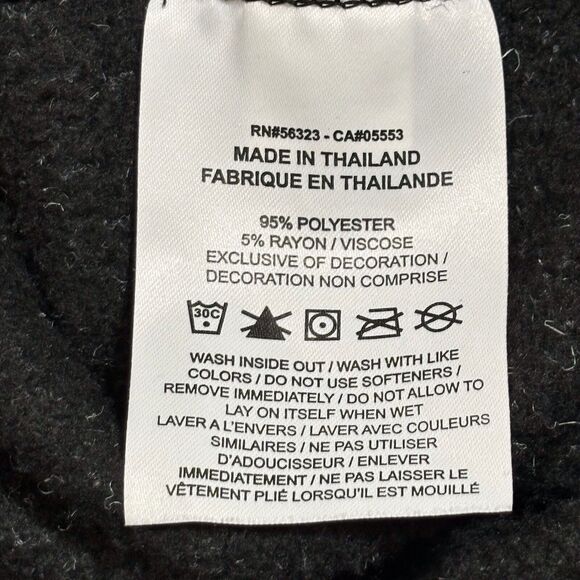 RN#56323 - CA#05553
MADE IN THAILAND
FABRIQUE EN THAILANDE
95% POLYESTER
5% RAYON / VISCOSE
EXCLUSIVE OF DECORATION /
DECORATION NON COMPRISE
30C
WASH INSIDE OUT / WASH WITH LIKE
COLORS / DO NOT USE SOFTENERS /
REMOVE IMMEDIATELY / DO NOT ALLOW TO
LAY ON ITSELF WHEN WET
LAVER A L'ENVERS / LAVER AVEC COULEURS
SIMILAIRES / NE PAS UTILISER
D'ADOUCISSEUR / ENLEVER
IMMEDIATEMENT / NE PAS LAISSER LE
VÊTEMENT PLIÉ LORSQU'IL EST MOUILLÉ